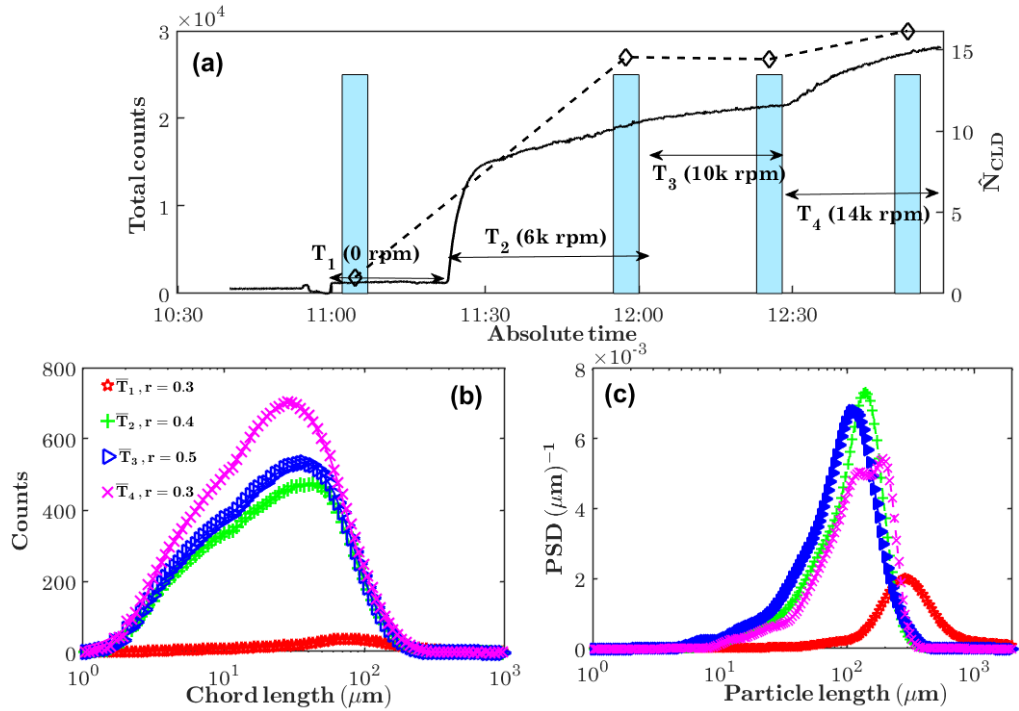 ×10⁴
(a)
3
2
1
0
Total counts
15
10
5
0
N̂_CLD
T₁ (0 rpm)
T₂ (6k rpm)
T₃ (10k rpm)
T₄ (14k rpm)
10:30 11:00 11:30 12:00 12:30
Absolute time
(b)
800
600
400
200
0
Counts
T̅₁, r = 0.3
T̅₂, r = 0.4
T̅₃, r = 0.5
T̅₄, r = 0.3
10⁰ 10¹ 10² 10³
Chord length (μm)
×10⁻³
(c)
8
6
4
2
0
PSD (μm)⁻¹
10⁰ 10¹ 10² 10³
Particle length (μm)